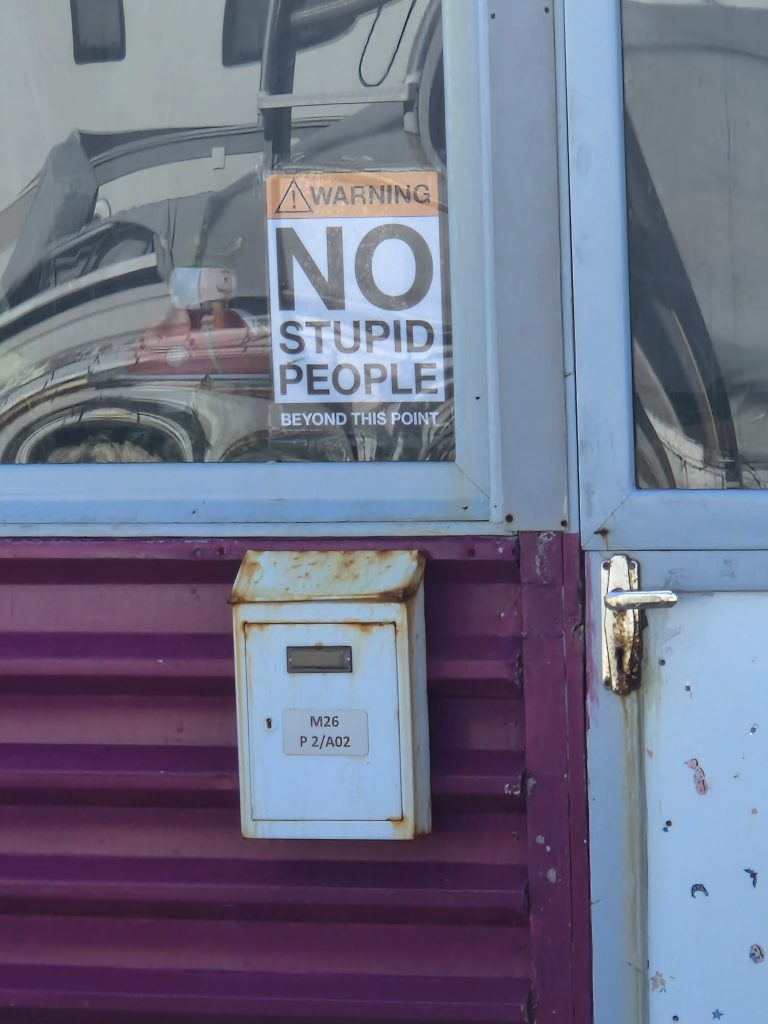 WARNING
NO
STUPID
PEOPLE
BEYOND THIS POINT
M26
P 2/A02